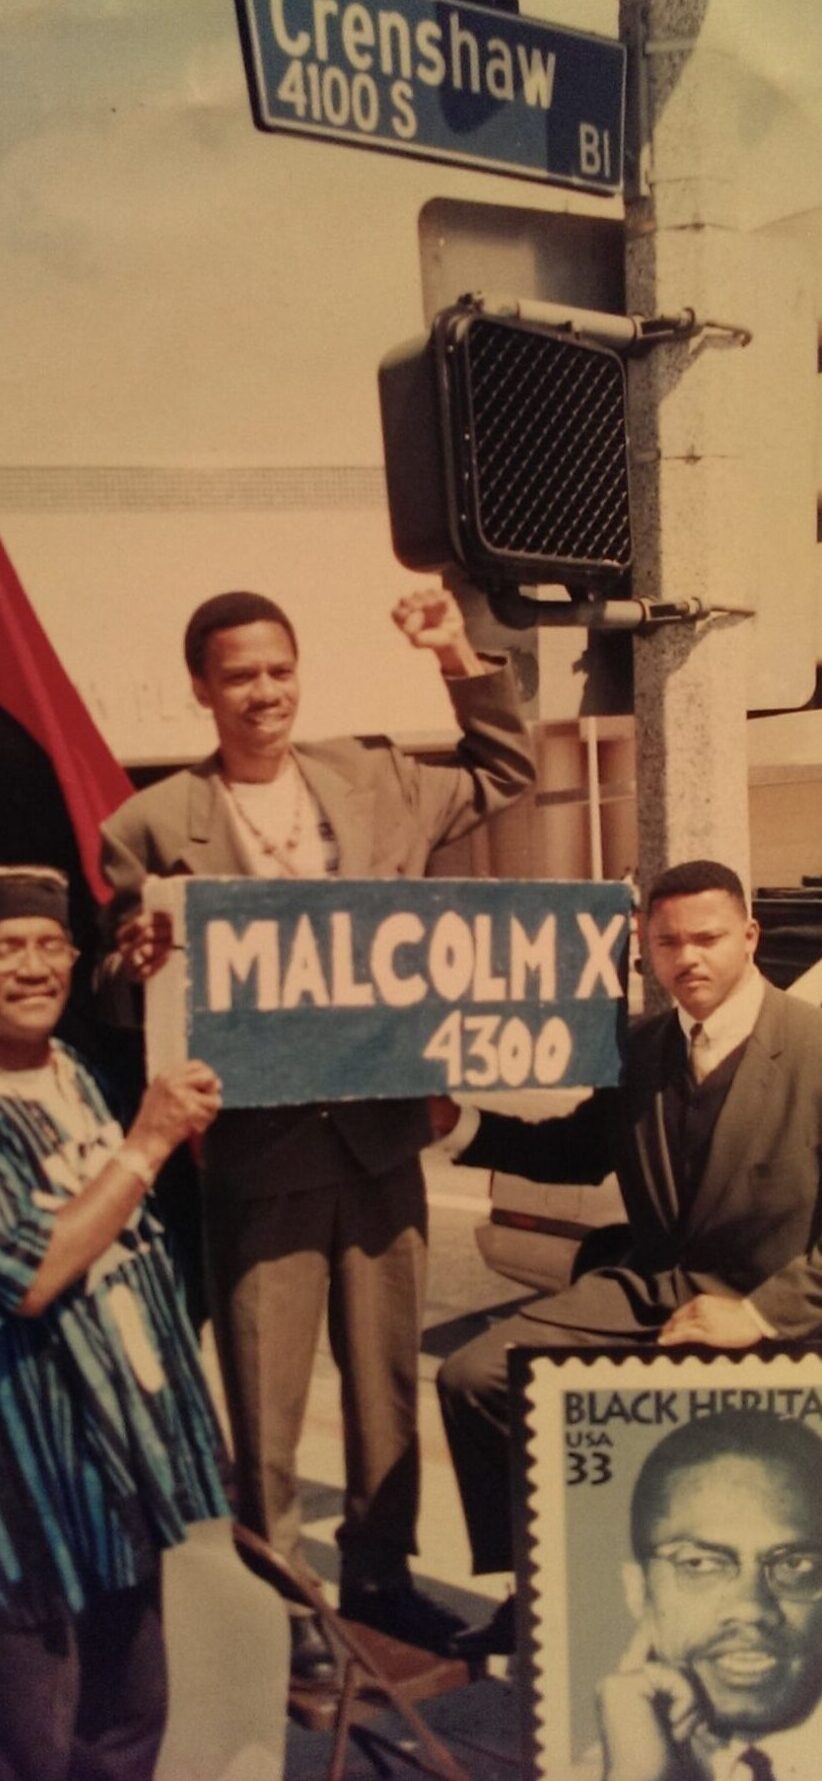 Crenshaw
4100 S
Bl
MALCOLM X
4300
BLACK HERITA
USA
33